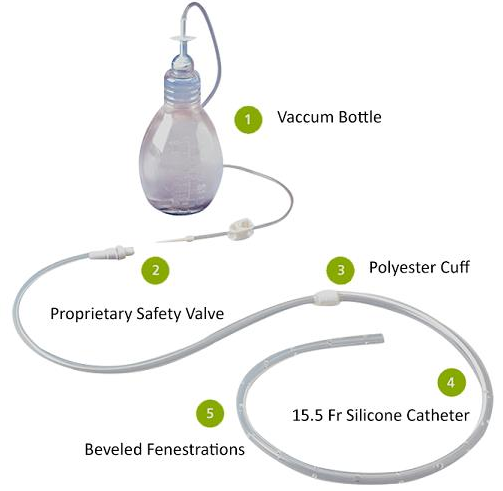 1 Vaccum Bottle
2
Proprietary Safety Valve
3 Polyester Cuff
4
15.5 Fr Silicone Catheter
5
Beveled Fenestrations